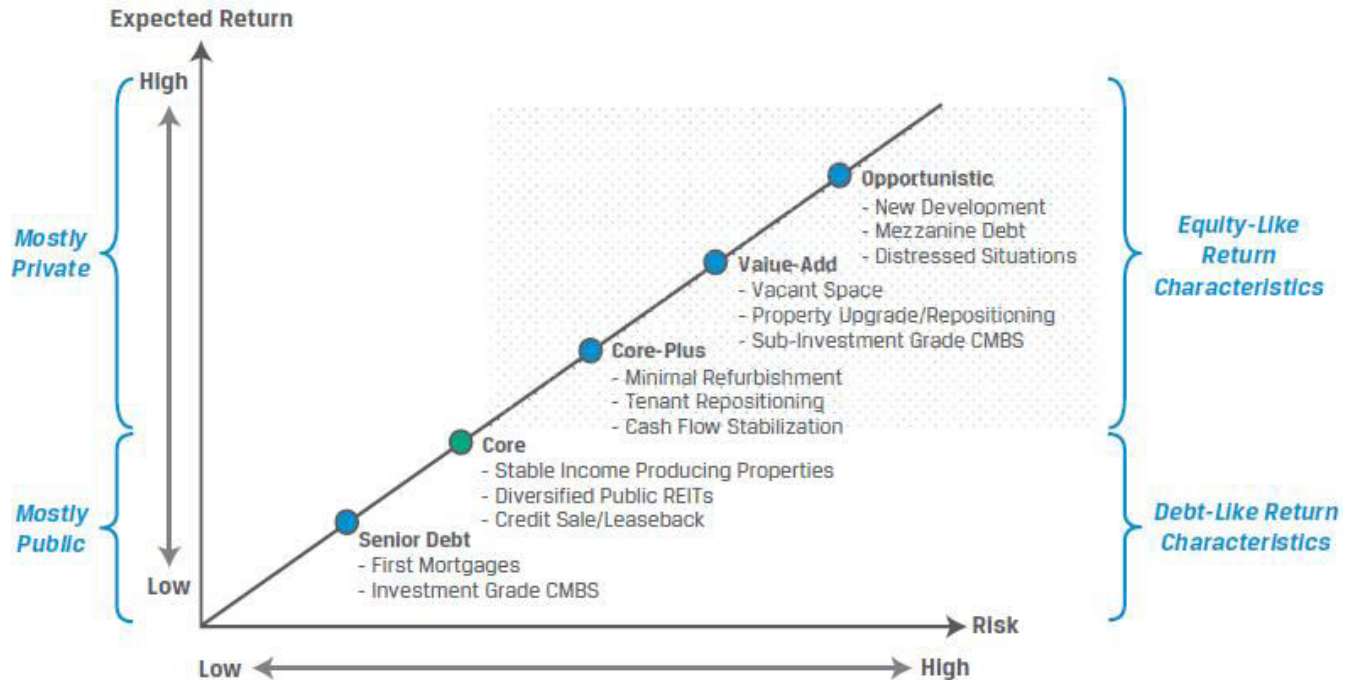 Expected Return
High
Opportunistic
- New Development
- Mezzanine Debt
- Distressed Situations
Mostly
Private
Equity-Like
Return
Characteristics
Value-Add
- Vacant Space
- Property Upgrade/Repositioning
- Sub-Investment Grade CMBS
Core-Plus
- Minimal Refurbishment
- Tenant Repositioning
- Cash Flow Stabilization
Core
- Stable Income Producing Properties
- Diversified Public REITs
- Credit Sale/Leaseback
Mostly
Public
Debt-Like Return
Characteristics
Senior Debt
- First Mortgages
- Investment Grade CMBS
Low
Risk
Low
High